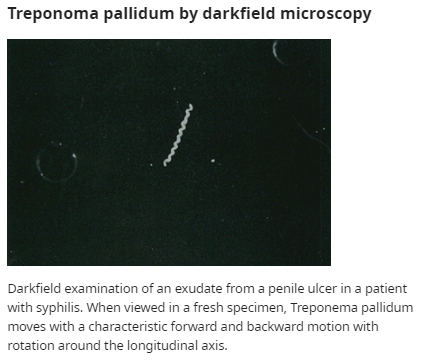 Treponoma pallidum by darkfield microscopy
Darkfield examination of an exudate from a penile ulcer in a patient
with syphilis. When viewed in a fresh specimen, Treponema pallidum
moves with a characteristic forward and backward motion with
rotation around the longitudinal axis.